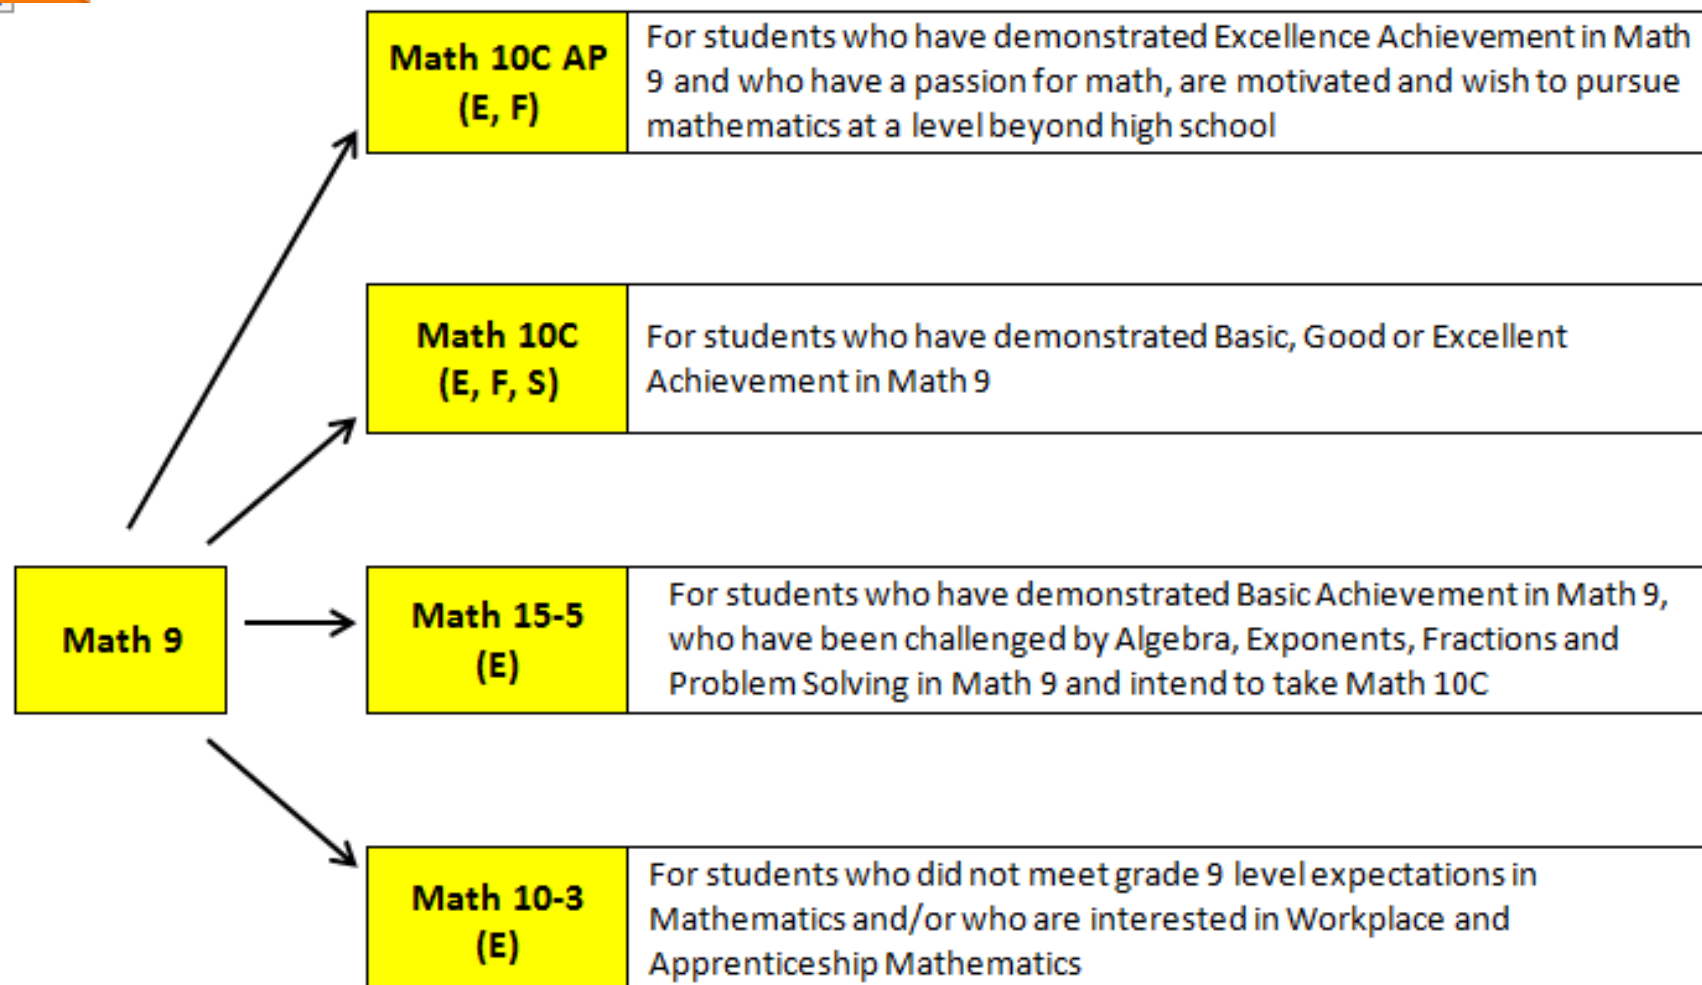 Math 10C AP
(E, F)
For students who have demonstrated Excellence Achievement in Math
9 and who have a passion for math, are motivated and wish to pursue
mathematics at a level beyond high school
Math 10C
(E, F, S)
For students who have demonstrated Basic, Good or Excellent
Achievement in Math 9
Math 9
Math 15-5
(E)
For students who have demonstrated Basic Achievement in Math 9,
who have been challenged by Algebra, Exponents, Fractions and
Problem Solving in Math 9 and intend to take Math 10C
Math 10-3
(E)
For students who did not meet grade 9 level expectations in
Mathematics and/or who are interested in Workplace and
Apprenticeship Mathematics